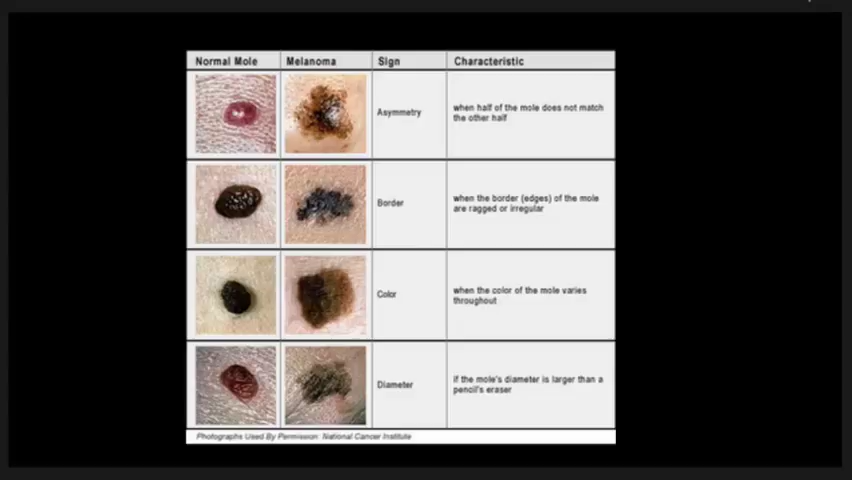 Normal Mole Melanoma Sign Characteristic
Asymmetry
when half of the mole does not match
the other half
Border
when the border (edges) of the mole
are ragged or irregular
Color
when the color of the mole varies
throughout
Diameter
if the mole's diameter is larger than a
pencil's eraser
Photographs Used By Permission: National Cancer Institute